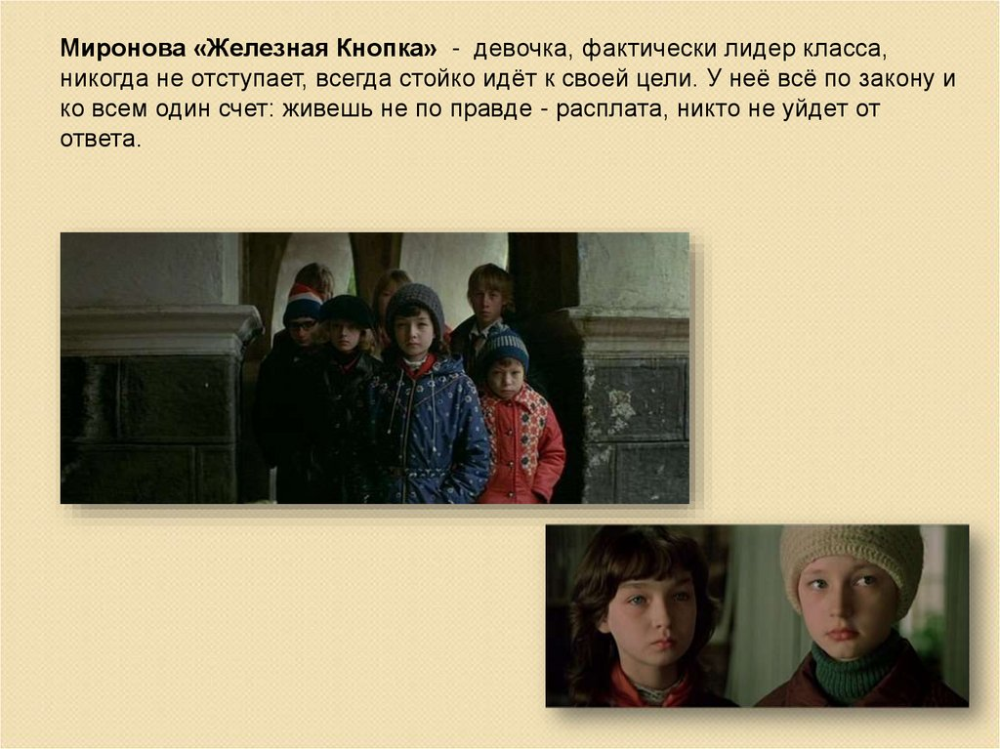 Миронова «Железная Кнопка»  -  девочка, фактически лидер класса,
никогда не отступает, всегда стойко идёт к своей цели. У неё всё по закону и
ко всем один счет: живешь не по правде - расплата, никто не уйдет от
ответа.